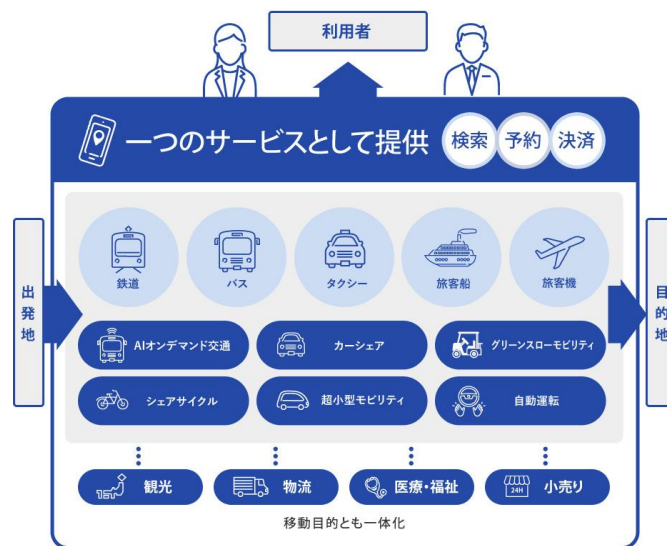 利用者
一つのサービスとして提供 検索 予約 決済
出発地
鉄道 バス タクシー 旅客船 旅客機
目的地
AIオンデマンド交通 カーシェア グリーンスローモビリティ
シェアサイクル 超小型モビリティ 自動運転
観光 物流 医療・福祉 24H 小売り
移動目的とも一体化